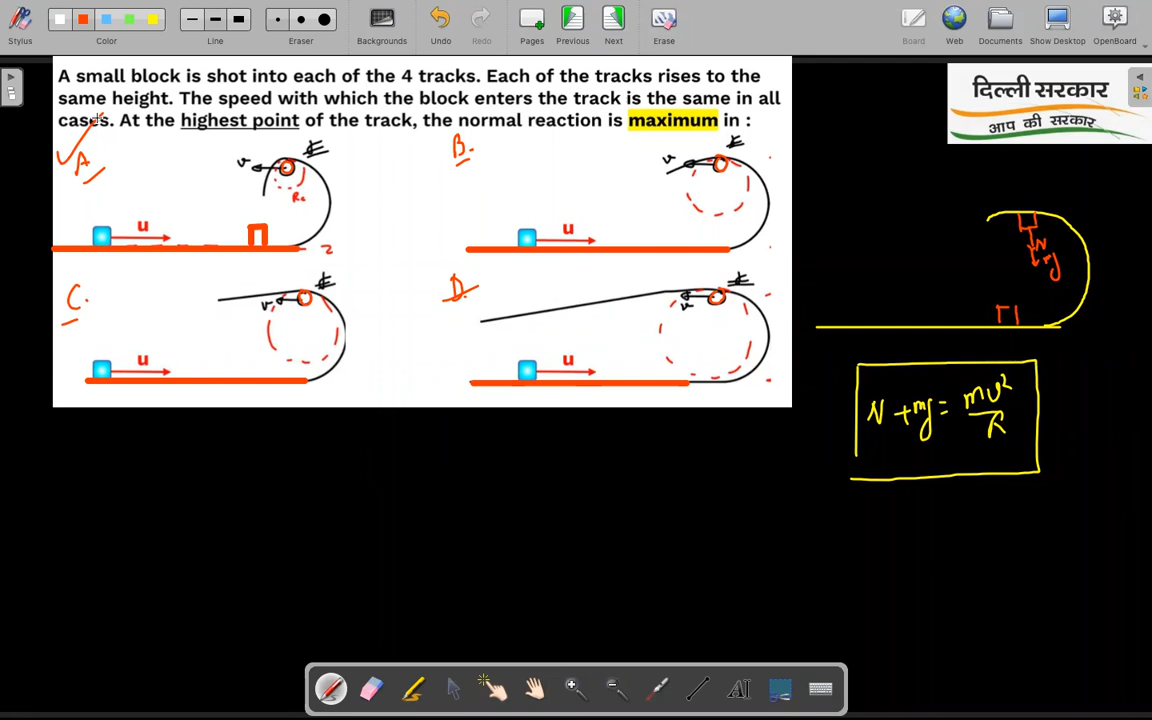 Stylus
Color
Line
Eraser
Backgrounds
Undo
Redo
Pages
Previous
Next
Erase
Board
Web
Documents
Show Desktop
OpenBoard
A small block is shot into each of the 4 tracks. Each of the tracks rises to the
same height. The speed with which the block enters the track is the same in all
cases. At the highest point of the track, the normal reaction is maximum in :
दिल्ली सरकार
आप की सरकार
A
B.
v
v
u
u
N
mg
C.
D.
v
v
u
u
N + mg = mv²/R